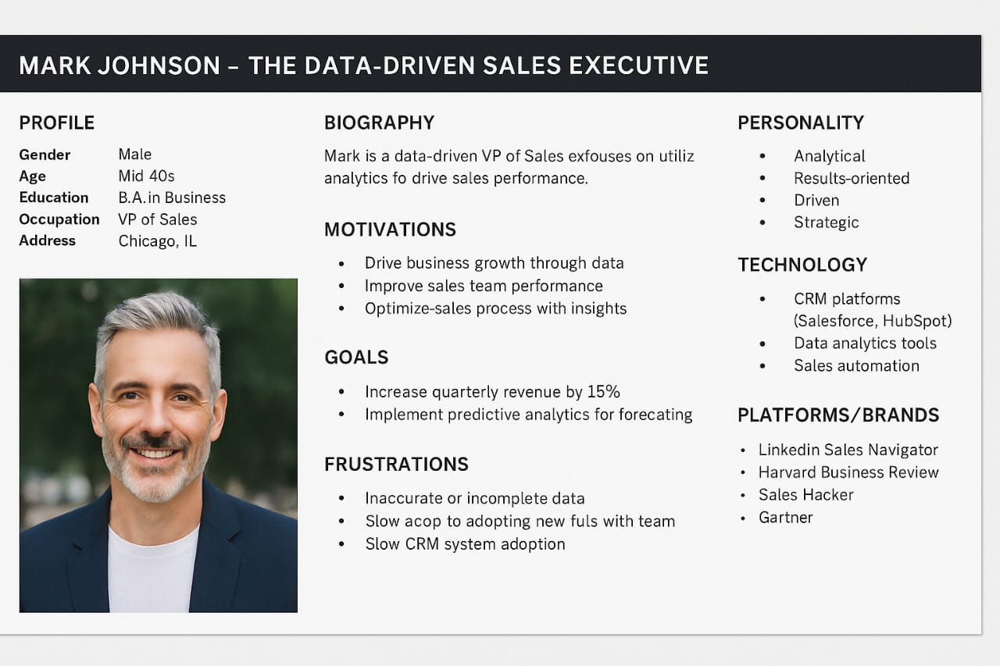 MARK JOHNSON – THE DATA-DRIVEN SALES EXECUTIVE
PROFILE
Gender Male
Age Mid 40s
Education B.A. in Business
Occupation VP of Sales
Address Chicago, IL
BIOGRAPHY
Mark is a data-driven VP of Sales exfouses on utiliz
analytics fo drive sales performance.
MOTIVATIONS
• Drive business growth through data
• Improve sales team performance
• Optimize-sales process with insights
GOALS
• Increase quarterly revenue by 15%
• Implement predictive analytics for forecating
FRUSTRATIONS
• Inaccurate or incomplete data
• Slow acop to adopting new fuls with team
• Slow CRM system adoption
PERSONALITY
• Analytical
• Results-oriented
• Driven
• Strategic
TECHNOLOGY
• CRM platforms
(Salesforce, HubSpot)
• Data analytics tools
• Sales automation
PLATFORMS/BRANDS
• Linkedin Sales Navigator
• Harvard Business Review
• Sales Hacker
• Gartner